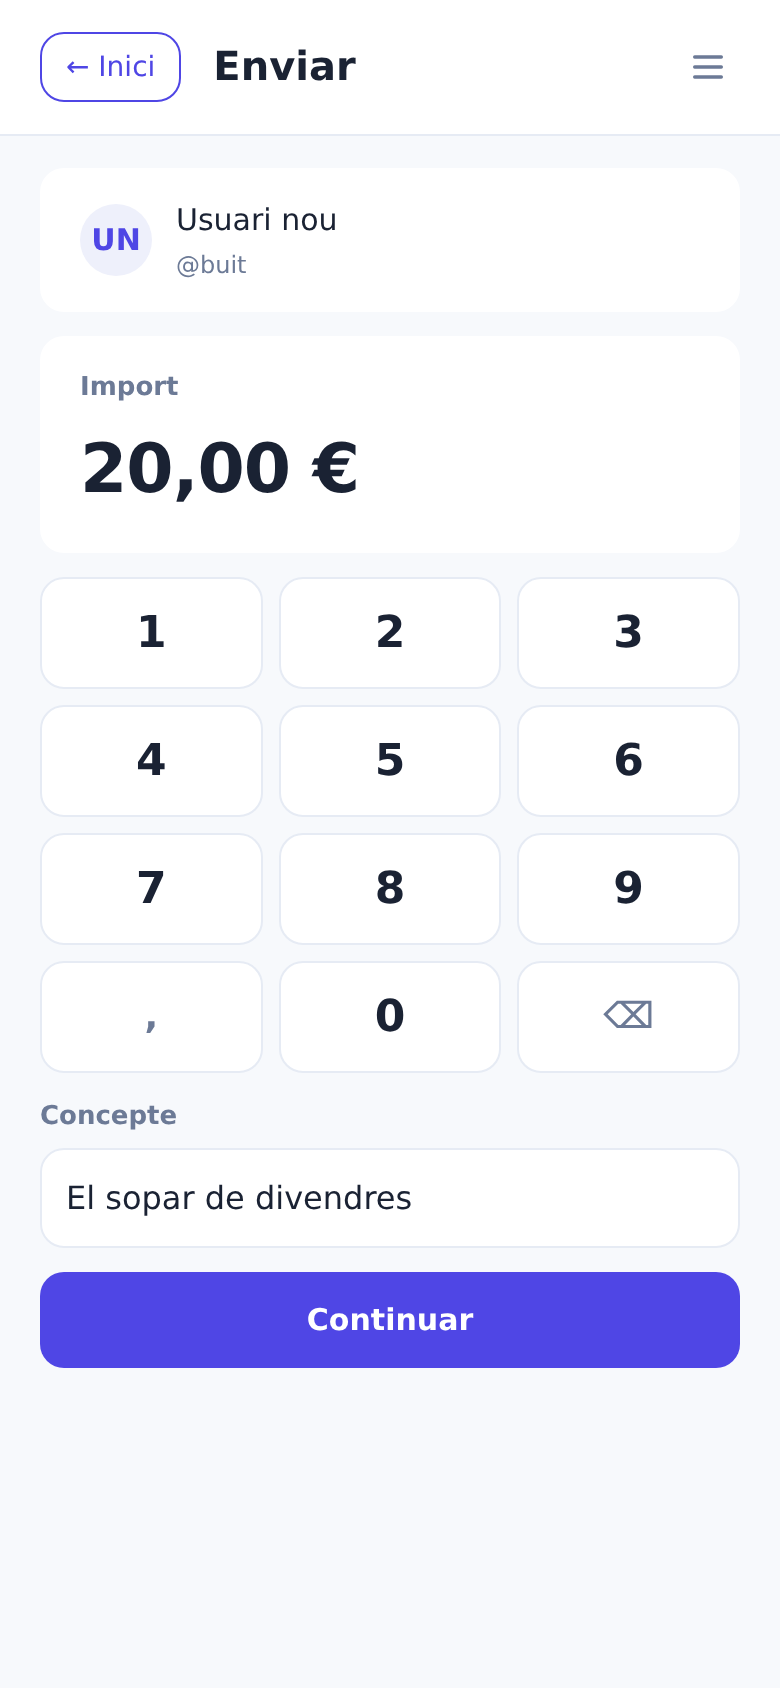 ← Inici Enviar
UN
Usuari nou
@buit
Import
20,00 €
1 2 3
4 5 6
7 8 9
, 0 ⌫
Concepte
El sopar de divendres
Continuar